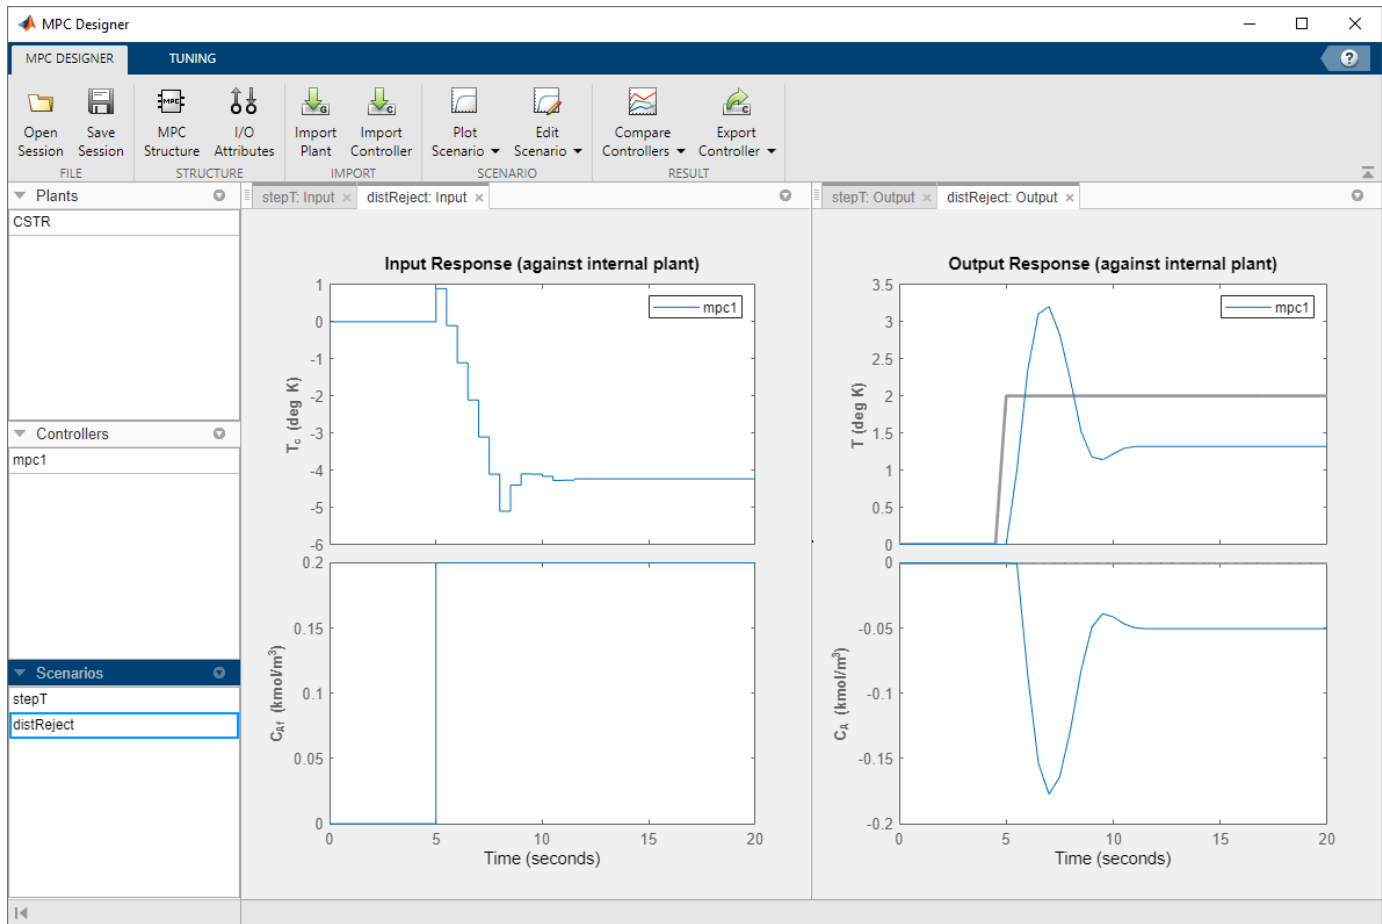 MPC Designer
MPC DESIGNER TUNING
?
MPC G C C
Open Save MPC I/O Import Import Plot Edit Compare Export
Session Session Structure Attributes Plant Controller Scenario Scenario Controllers Controller
FILE STRUCTURE IMPORT SCENARIO RESULT
Plants
CSTR
Controllers
mpc1
Scenarios
stepT
distReject
stepT: Input × distReject: Input ×
Input Response (against internal plant)
mpc1
1
0
-1
-2
-3
-4
-5
-6
T_c (deg K)
0.2
0.15
0.1
0.05
0
C_Af (kmol/m³)
0 5 10 15 20
Time (seconds)
stepT: Output × distReject: Output ×
Output Response (against internal plant)
mpc1
3.5
3
2.5
2
1.5
1
0.5
0
T (deg K)
0
-0.05
-0.1
-0.15
-0.2
C_A (kmol/m³)
0 5 10 15 20
Time (seconds)